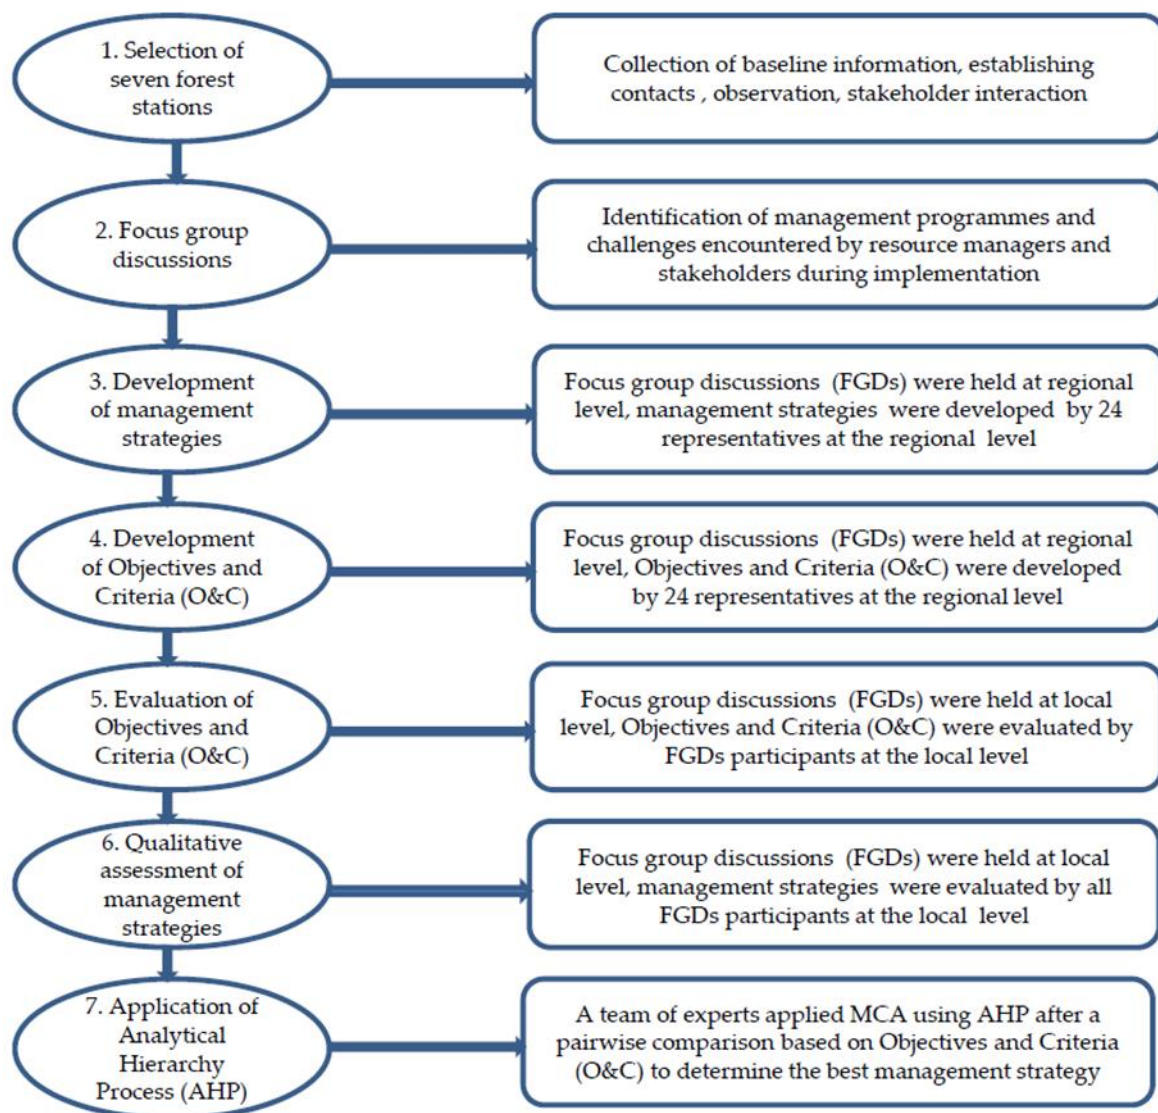 1. Selection of
seven forest
stations
Collection of baseline information, establishing
contacts , observation, stakeholder interaction
2. Focus group
discussions
Identification of management programmes and
challenges encountered by resource managers and
stakeholders during implementation
3. Development
of management
strategies
Focus group discussions (FGDs) were held at regional
level, management strategies were developed by 24
representatives at the regional level
4. Development
of Objectives and
Criteria (O&C)
Focus group discussions (FGDs) were held at regional
level, Objectives and Criteria (O&C) were developed
by 24 representatives at the regional level
5. Evaluation of
Objectives and
Criteria (O&C)
Focus group discussions (FGDs) were held at local
level, Objectives and Criteria (O&C) were evaluated by
FGDs participants at the local level
6. Qualitative
assessment of
management
strategies
Focus group discussions (FGDs) were held at local
level, management strategies were evaluated by all
FGDs participants at the local level
7. Application of
Analytical
Hierarchy
Process (AHP)
A team of experts applied MCA using AHP after a
pairwise comparison based on Objectives and Criteria
(O&C) to determine the best management strategy